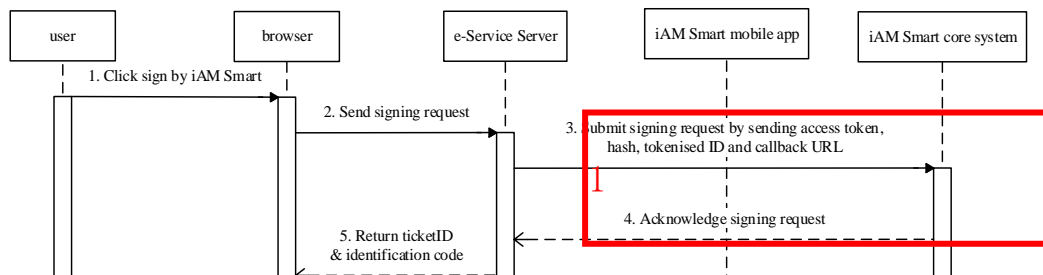 user
browser
e-Service Server
iAM Smart mobile app
iAM Smart core system
1. Click sign by iAM Smart
2. Send signing request
3. Submit signing request by sending access token,
hash, tokenised ID and callback URL
1
4. Acknowledge signing request
5. Return ticketID
& identification code